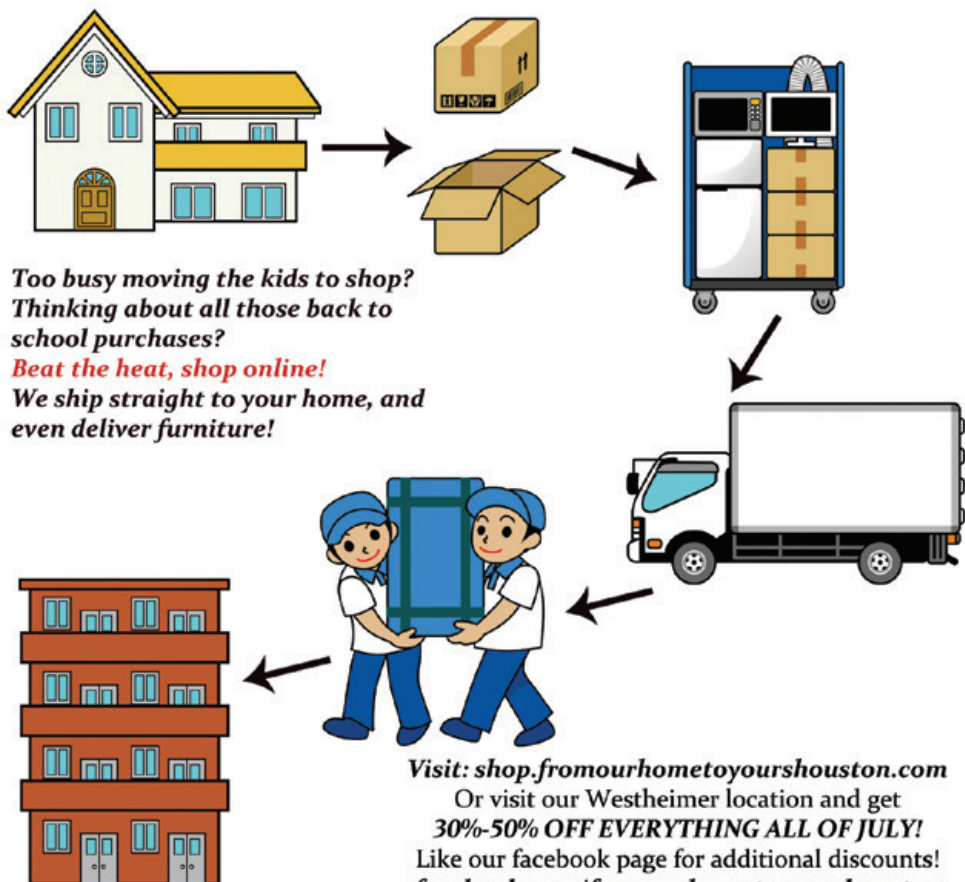 Too busy moving the kids to shop?
Thinking about all those back to
school purchases?
Beat the heat, shop online!
We ship straight to your home, and
even deliver furniture!
Visit: shop.fromourhometoyourshouston.com
Or visit our Westheimer location and get
30%-50% OFF EVERYTHING ALL OF JULY!
Like our facebook page for additional discounts!